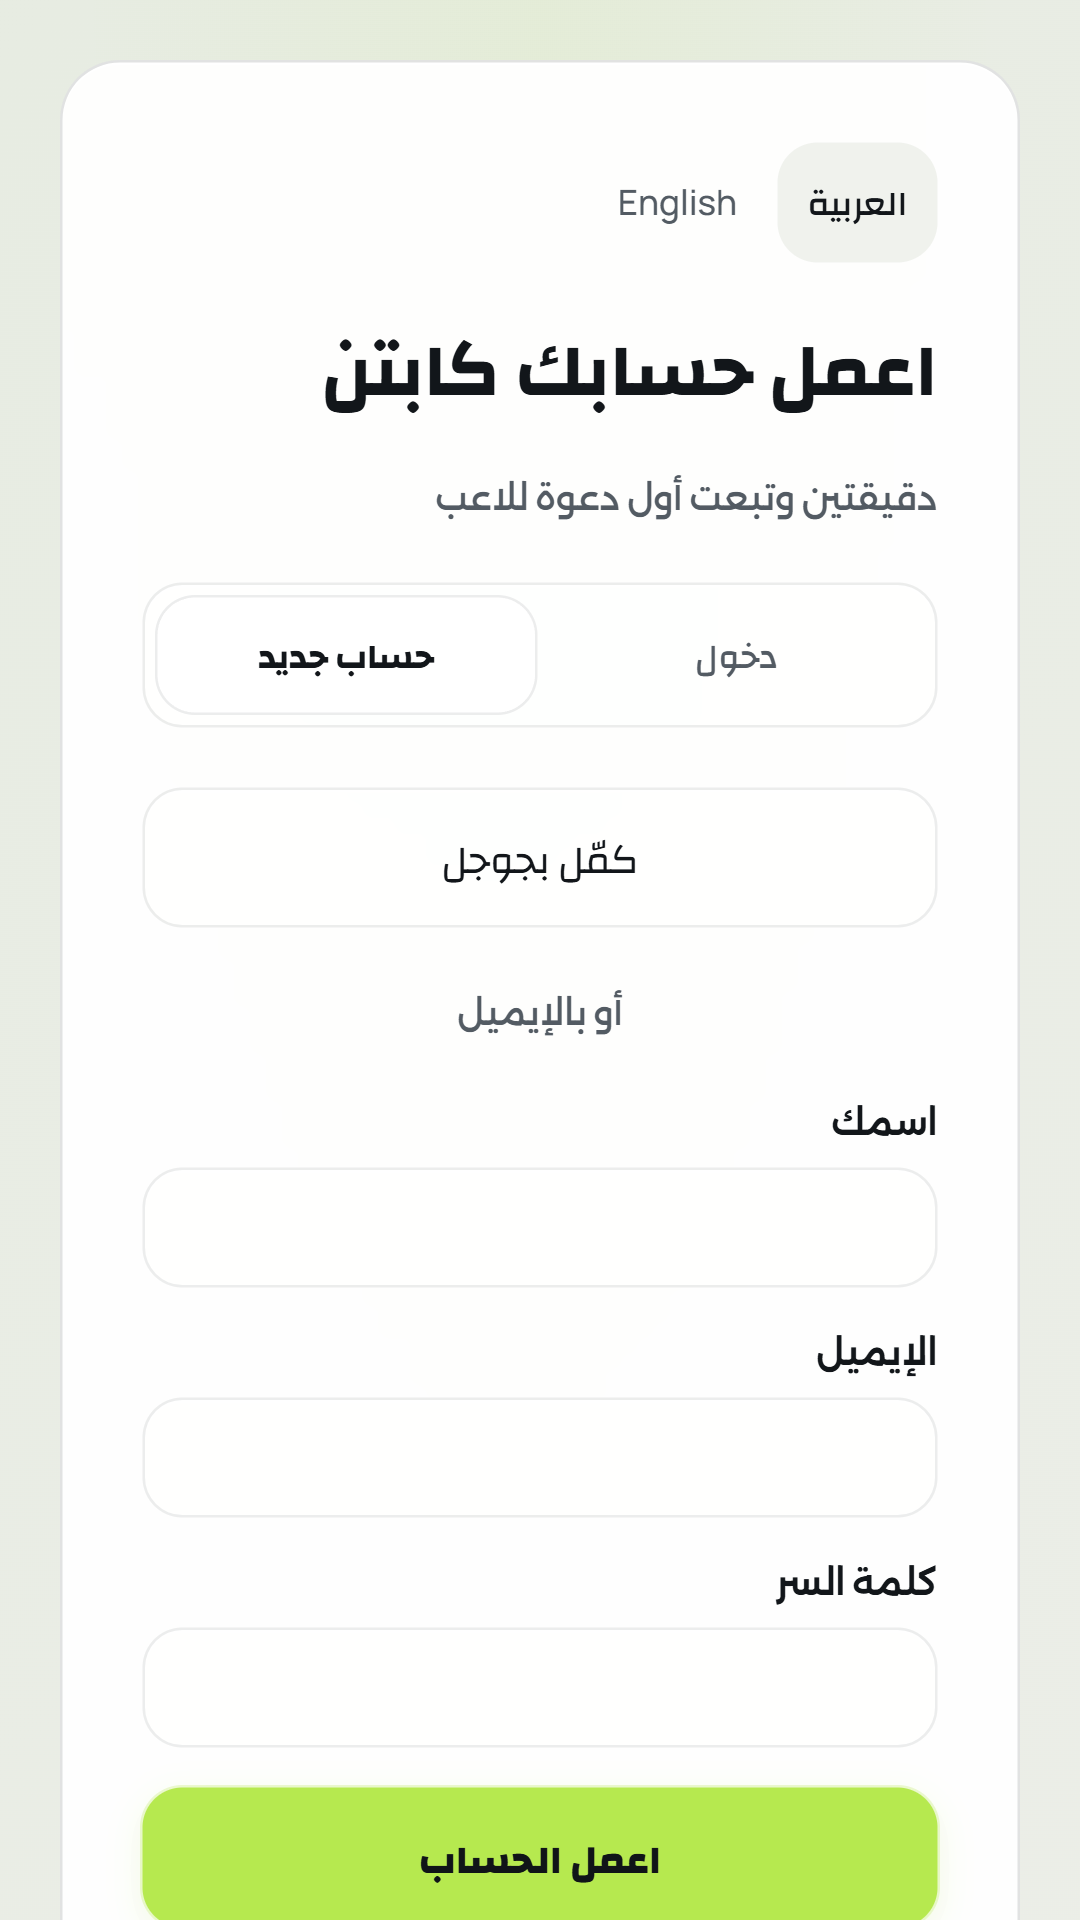 العربية English
اعمل حسابك كابتن
دقيقتين وتبعت أول دعوة للاعب
دخول حساب جديد
كمّل بجوجل
أو بالإيميل
اسمك
الإيميل
كلمة السر
اعمل الحساب